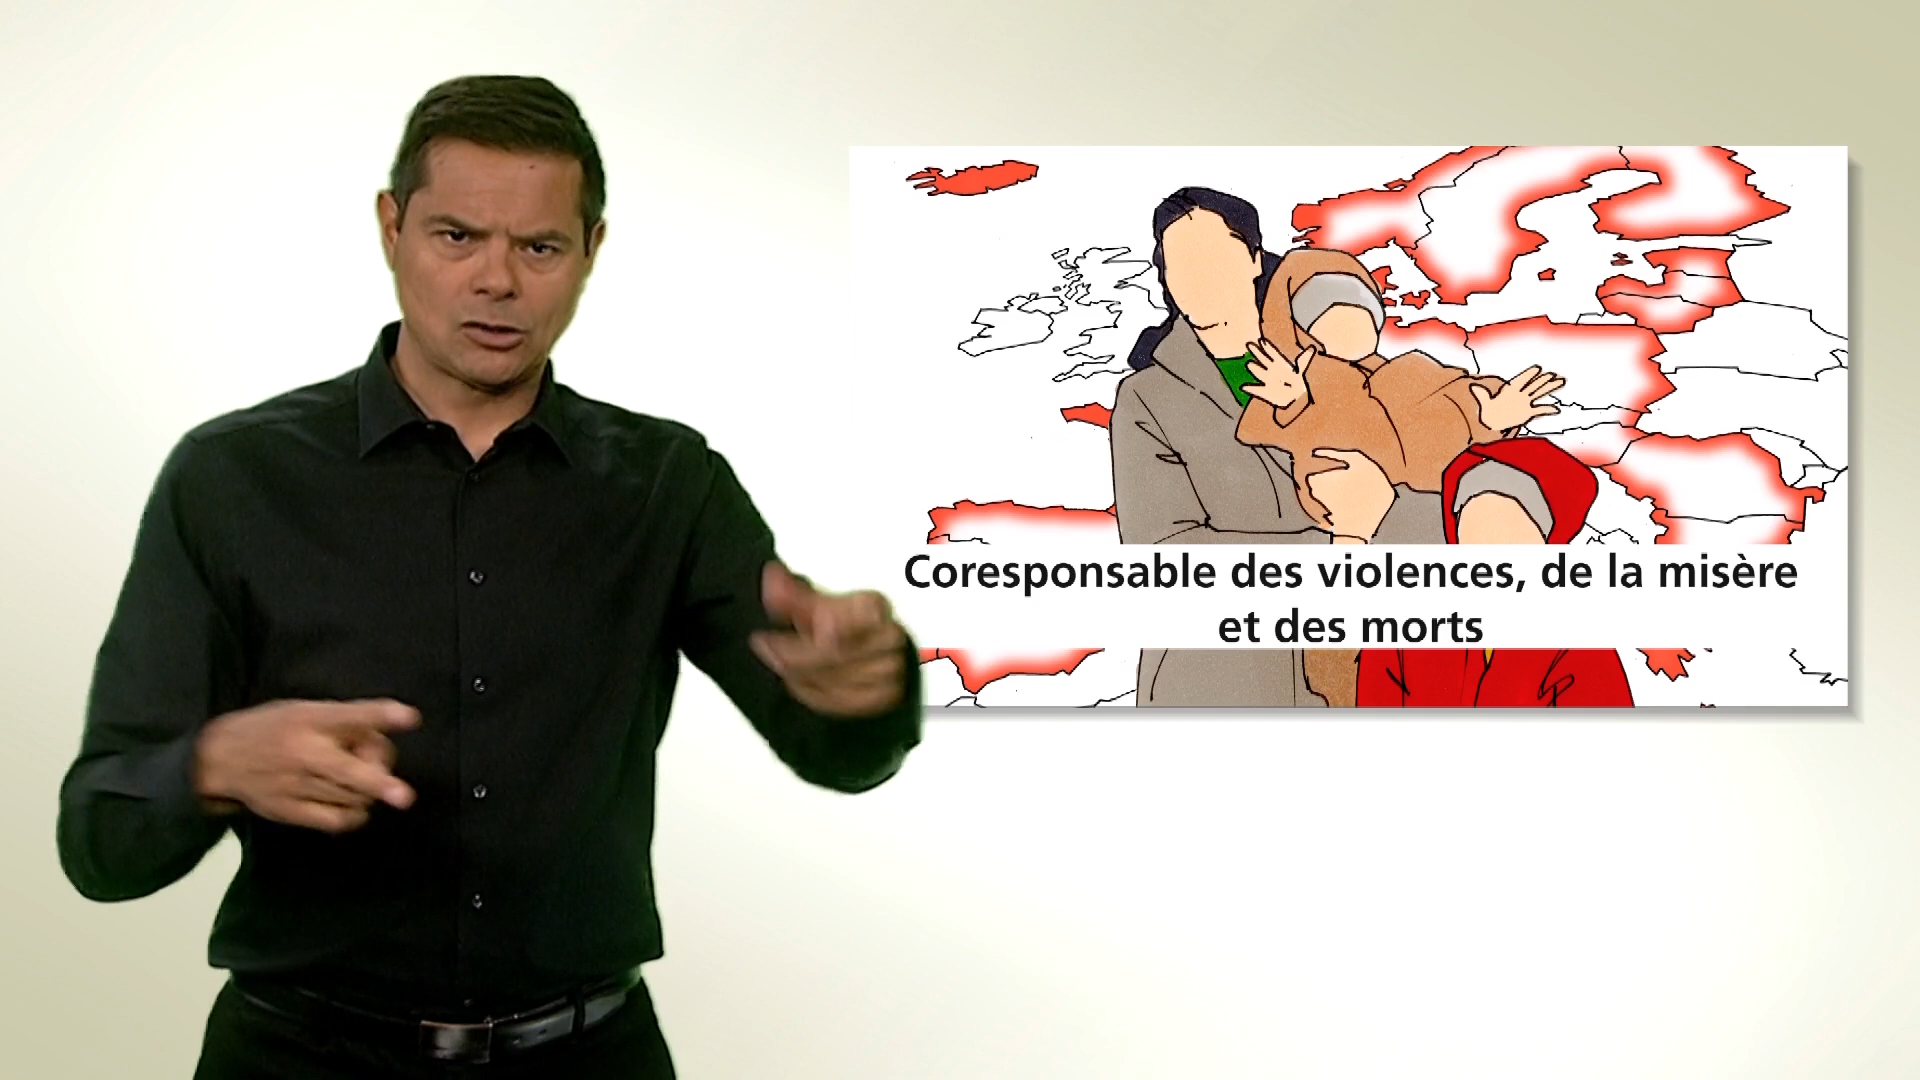 Coresponsable des violences, de la misère
et des morts